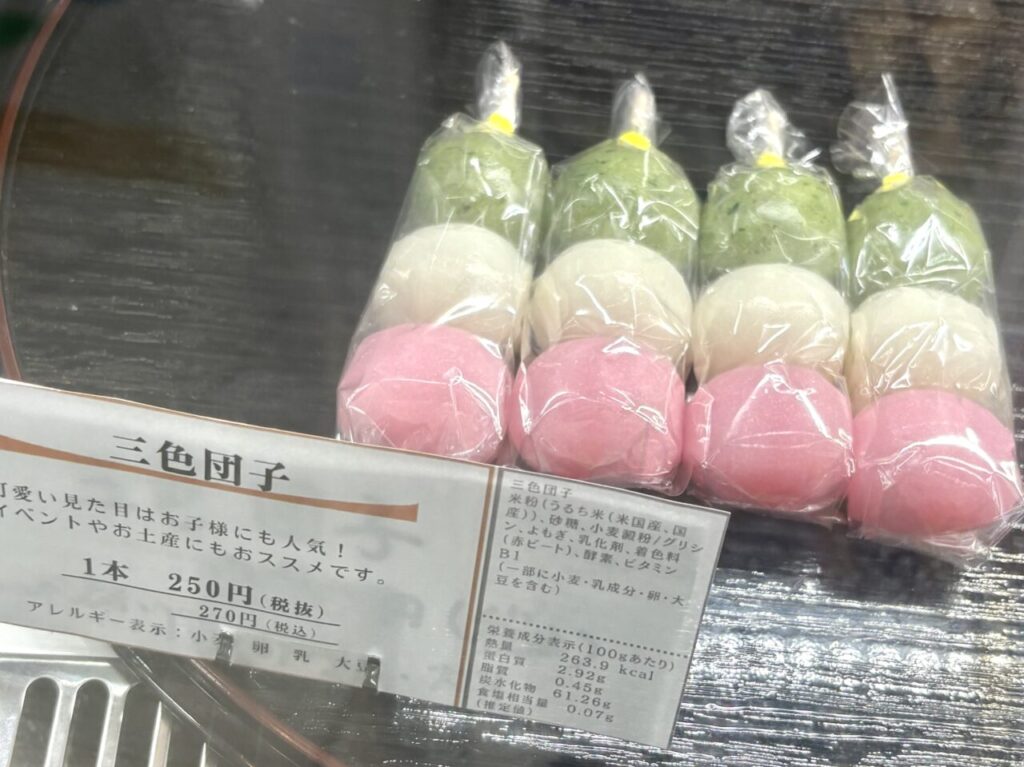 三色団子
可愛い見た目はお子様にも人気！
イベントやお土産にもおススメです。
1本 250円(税抜)
270円(税込)
アレルギー表示：小麦 卵 乳 大豆
三色団子
米粉(うるち米(米国産、国
産))、砂糖、小麦澱粉/グリシ
ン、よもぎ、乳化剤、着色料
(赤ビート)、酵素、ビタミン
B1
(一部に小麦・乳成分・卵・大
豆を含む)
栄養成分表示(100gあたり)
熱量 263.9 kcal
蛋白質 2.92g
脂質 0.45g
炭水化物 61.26g
食塩相当量 0.07g
(推定値)